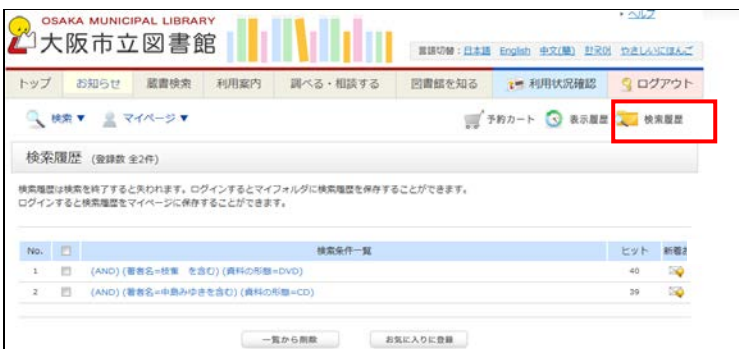 ヘルプ
OSAKA MUNICIPAL LIBRARY
大阪市立図書館
言語切替：日本語 English 中文(簡) 한국어 やさしいにほんご
トップ お知らせ 蔵書検索 利用案内 調べる・相談する 図書館を知る 利用状況確認 ログアウト
検索▼ マイページ▼ 予約カート 表示履歴 検索履歴
検索履歴 (登録数 全2件)
検索履歴は検索を終了すると失われます。ログインするとマイフォルダに検索履歴を保存することができます。
ログインすると検索履歴をマイページに保存することができます。
No. 検索条件一覧 ヒット 新着お
1 (AND) (著者名=枝雀 を含む) (資料の形態=DVD) 40
2 (AND) (著者名=中島みゆきを含む) (資料の形態=CD) 39
一覧から削除 お気に入りに登録